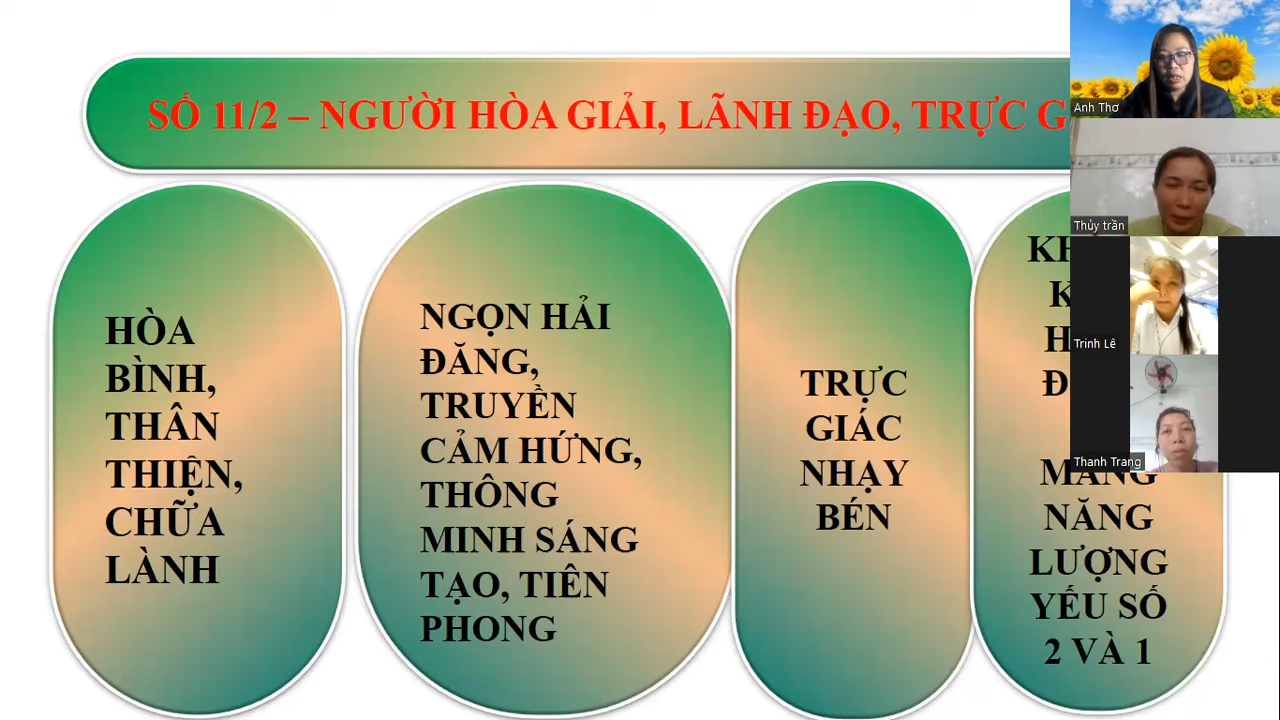 SỐ 11/2 – NGƯỜI HÒA GIẢI, LÃNH ĐẠO, TRỰC
HÒA
BÌNH,
THÂN
THIỆN,
CHỮA
LÀNH
NGỌN HẢI
ĐĂNG,
TRUYỀN
CẢM HỨNG,
THÔNG
MINH SÁNG
TẠO, TIÊN
PHONG
TRỰC
GIÁC
NHẠY
BÉN
MANG
NĂNG
LƯỢNG
YẾU SỐ
2 VÀ 1
Anh Thơ
Thủy trần
Trinh Lê
Thanh Trang